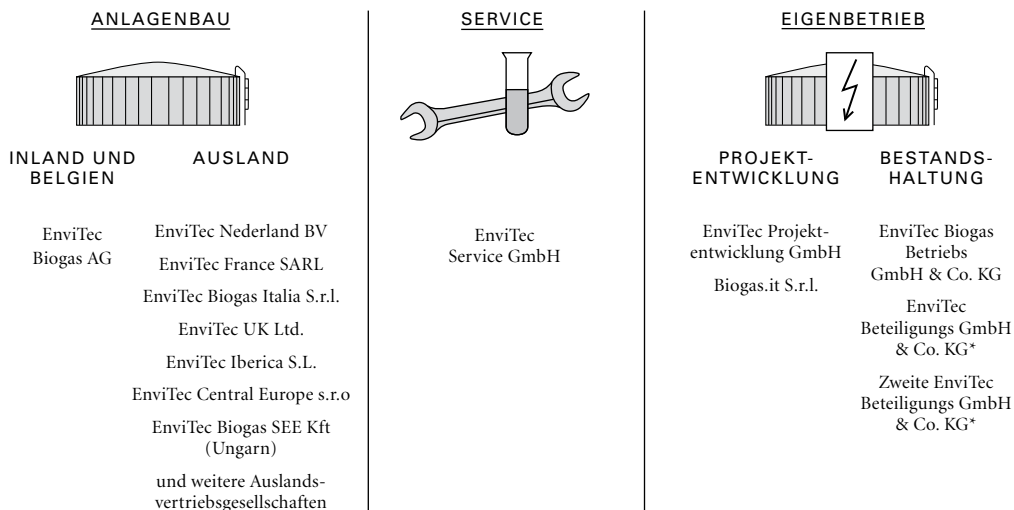 ANLAGENBAU
INLAND UND
BELGIEN
EnviTec
Biogas AG
AUSLAND
EnviTec Nederland BV
EnviTec France SARL
EnviTec Biogas Italia S.r.l.
EnviTec UK Ltd.
EnviTec Iberica S.L.
EnviTec Central Europe s.r.o
EnviTec Biogas SEE Kft
(Ungarn)
und weitere Auslands-
vertriebsgesellschaften
SERVICE
EnviTec
Service GmbH
EIGENBETRIEB
PROJEKT-
ENTWICKLUNG
EnviTec Projekt-
entwicklung GmbH
Biogas.it S.r.l.
BESTANDS-
HALTUNG
EnviTec Biogas
Betriebs
GmbH & Co. KG
EnviTec
Beteiligungs GmbH
& Co. KG*
Zweite EnviTec
Beteiligungs GmbH
& Co. KG*